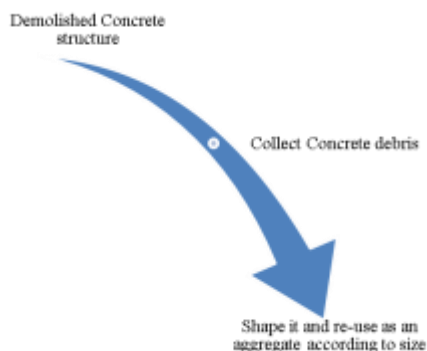 Demolished Concrete
structure
Collect Concrete debris
Shape it and re-use as an
aggregate according to size